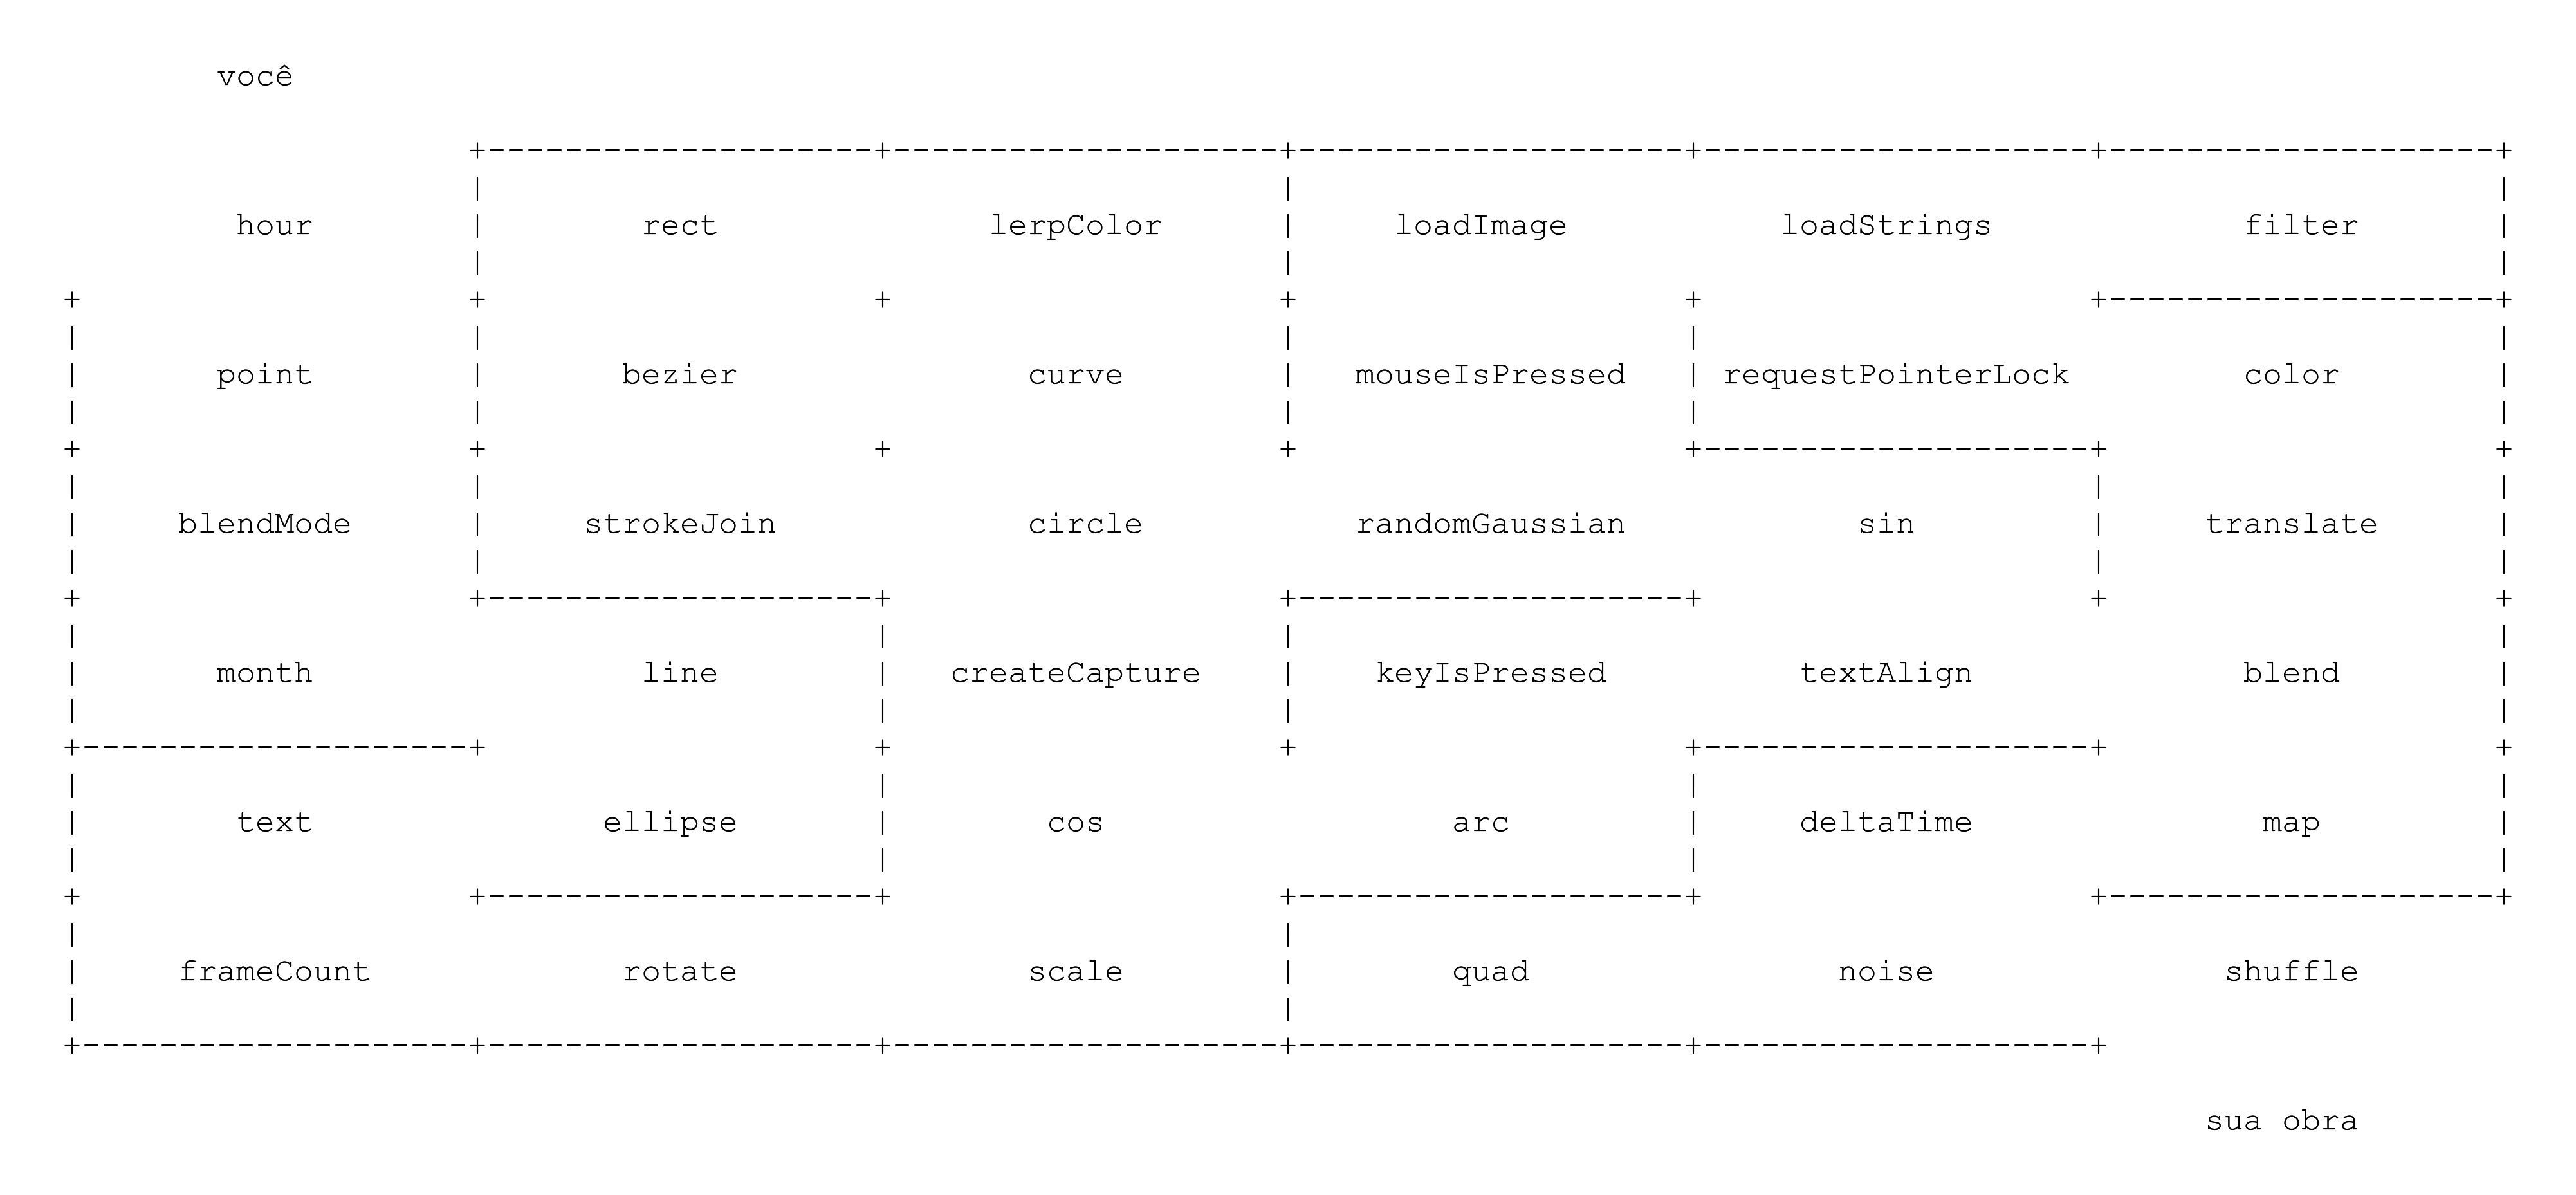 você
hour rect lerpColor loadImage loadStrings filter
point bezier curve mouseIsPressed requestPointerLock color
blendMode strokeJoin circle randomGaussian sin translate
month line createCapture keyIsPressed textAlign blend
text ellipse cos arc deltaTime map
frameCount rotate scale quad noise shuffle
sua obra